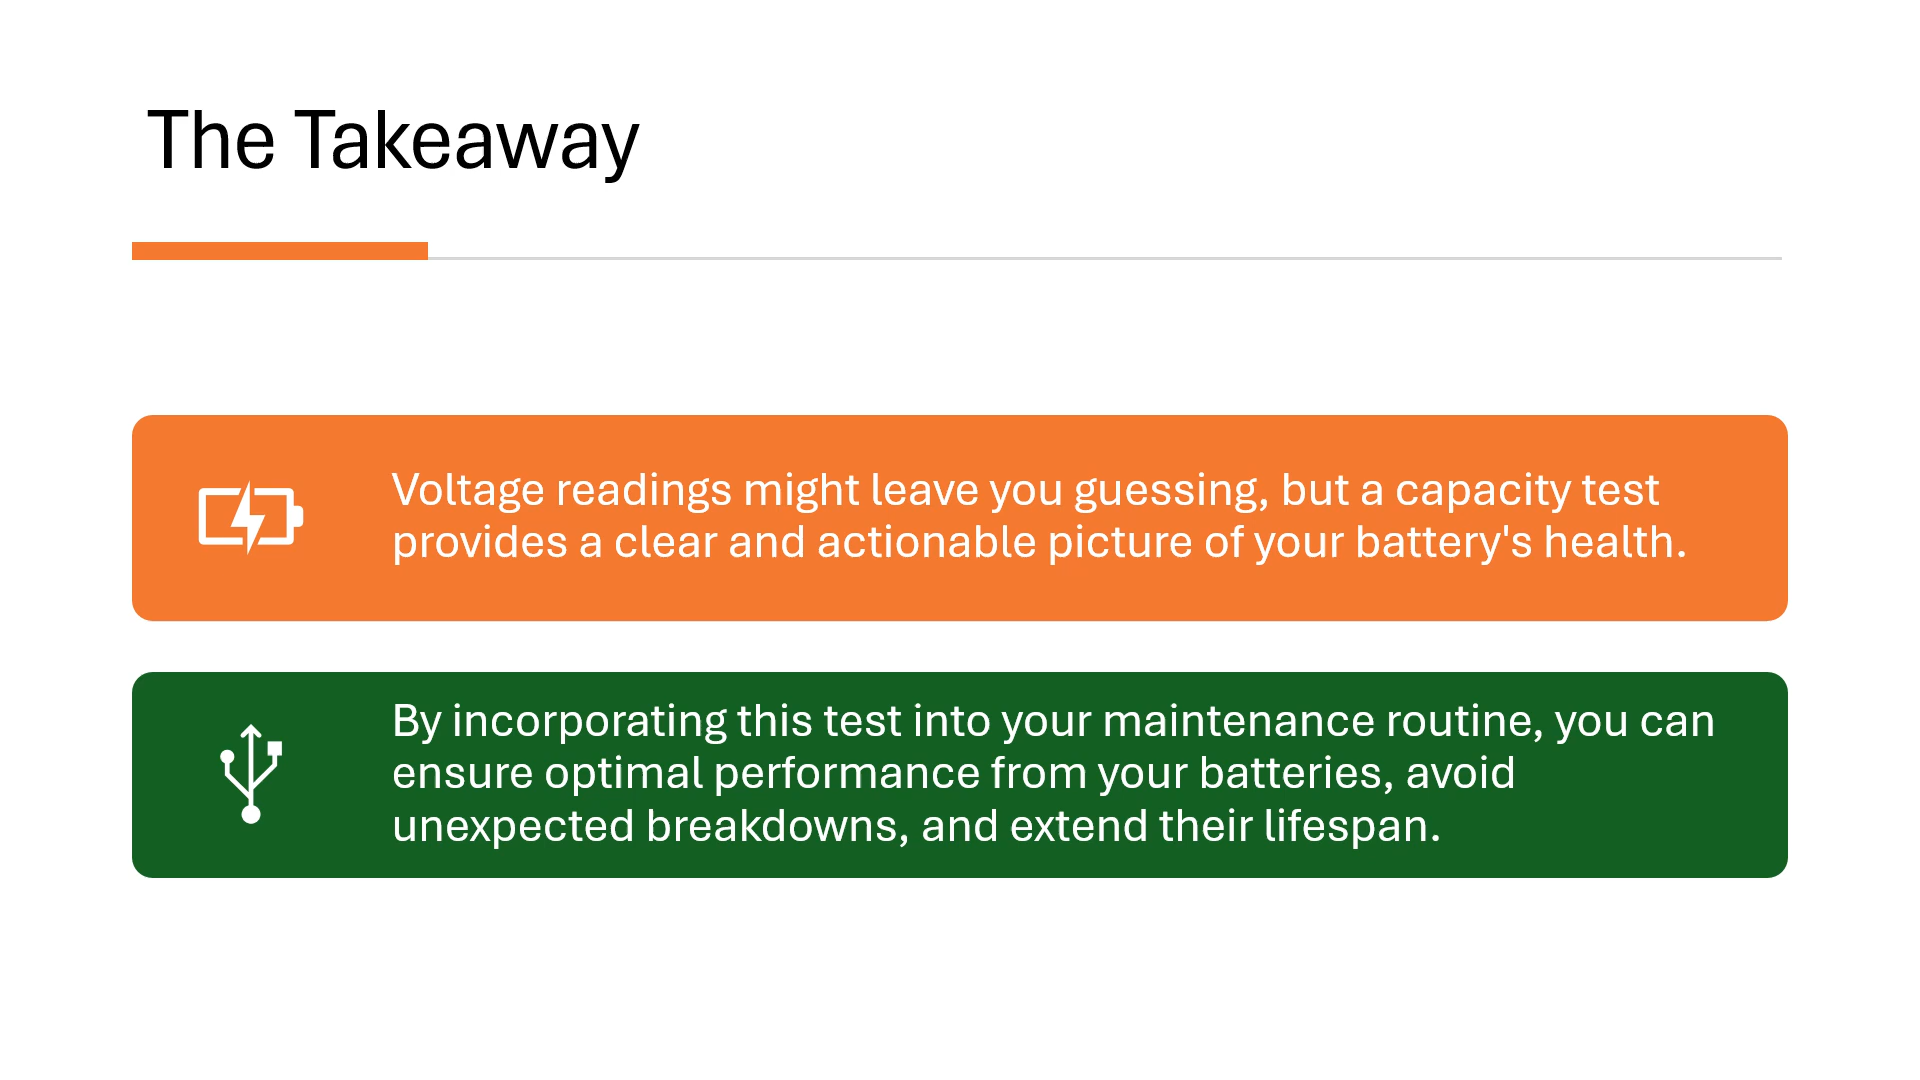 The Takeaway
Voltage readings might leave you guessing, but a capacity test
provides a clear and actionable picture of your battery's health.
By incorporating this test into your maintenance routine, you can
ensure optimal performance from your batteries, avoid
unexpected breakdowns, and extend their lifespan.